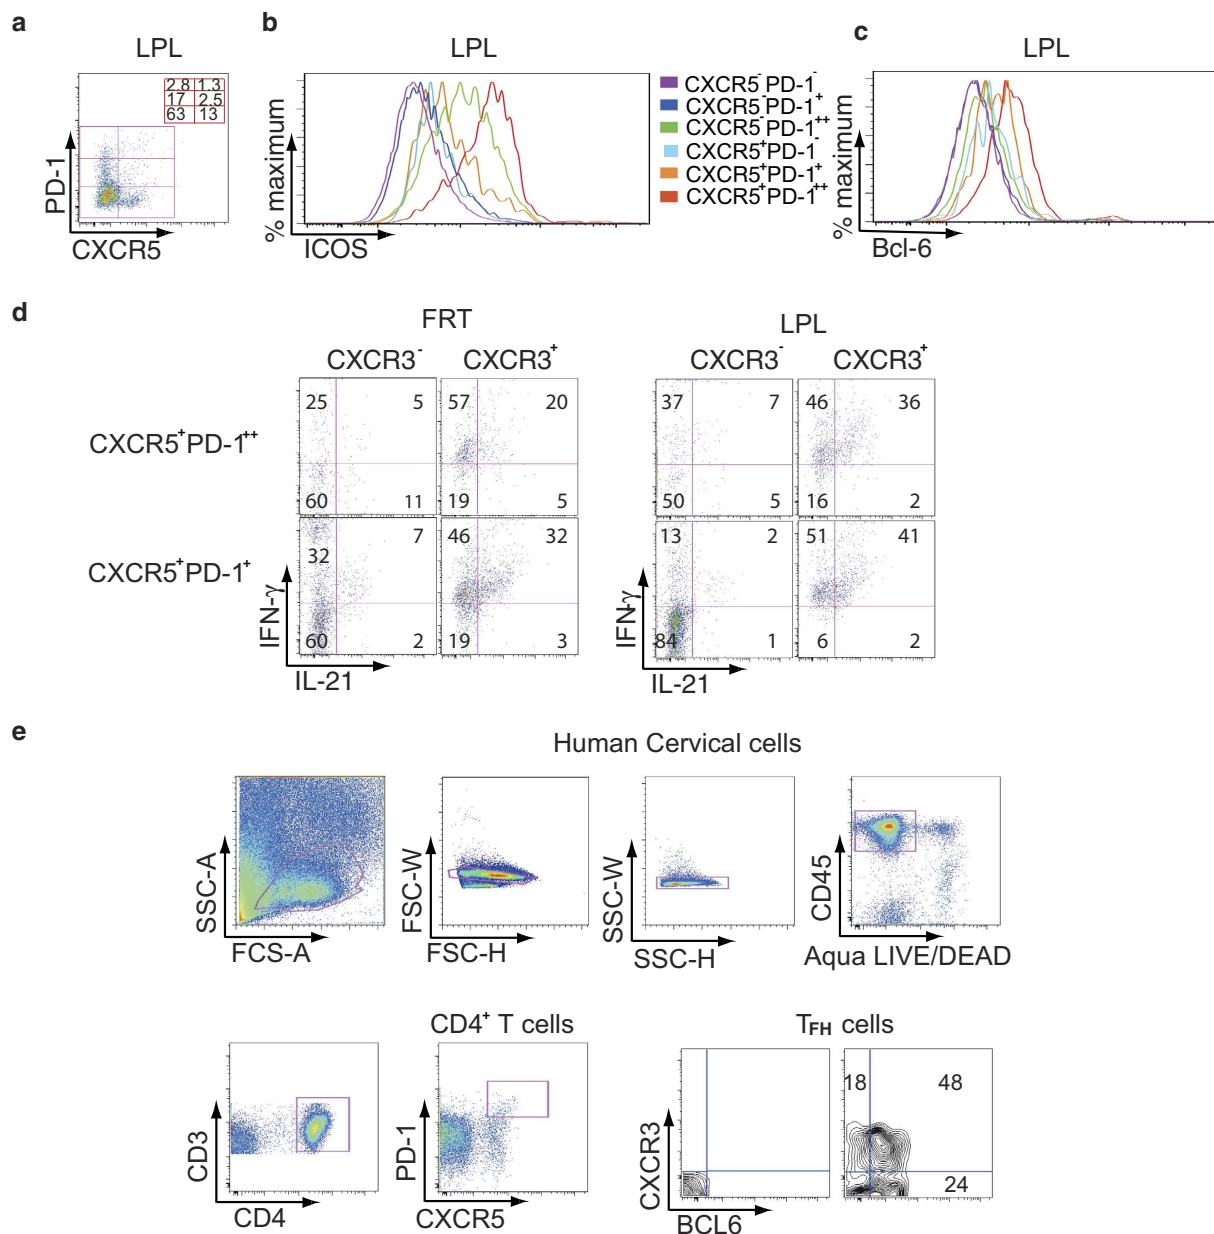 a
LPL
2.8 1.3
17 2.5
63 13
PD-1
CXCR5
b
LPL
% maximum
ICOS
CXCR5⁻PD-1⁻
CXCR5⁻PD-1⁺
CXCR5⁻PD-1⁺⁺
CXCR5⁺PD-1⁻
CXCR5⁺PD-1⁺
CXCR5⁺PD-1⁺⁺
c
LPL
% maximum
Bcl-6
d
FRT
LPL
CXCR3⁻ CXCR3⁺
CXCR3⁻ CXCR3⁺
CXCR5⁺PD-1⁺⁺
25 5 57 20
60 11 19 5
37 7 46 36
50 5 16 2
CXCR5⁺PD-1⁺
32 7 46 32
60 2 19 3
13 2 51 41
84 1 6 2
IFN-γ
IL-21
IFN-γ
IL-21
e
Human Cervical cells
SSC-A
FCS-A
FSC-W
FSC-H
SSC-W
SSC-H
CD45
Aqua LIVE/DEAD
CD4⁺ T cells
TFH cells
CD3
CD4
PD-1
CXCR5
CXCR3
BCL6
18 48
24